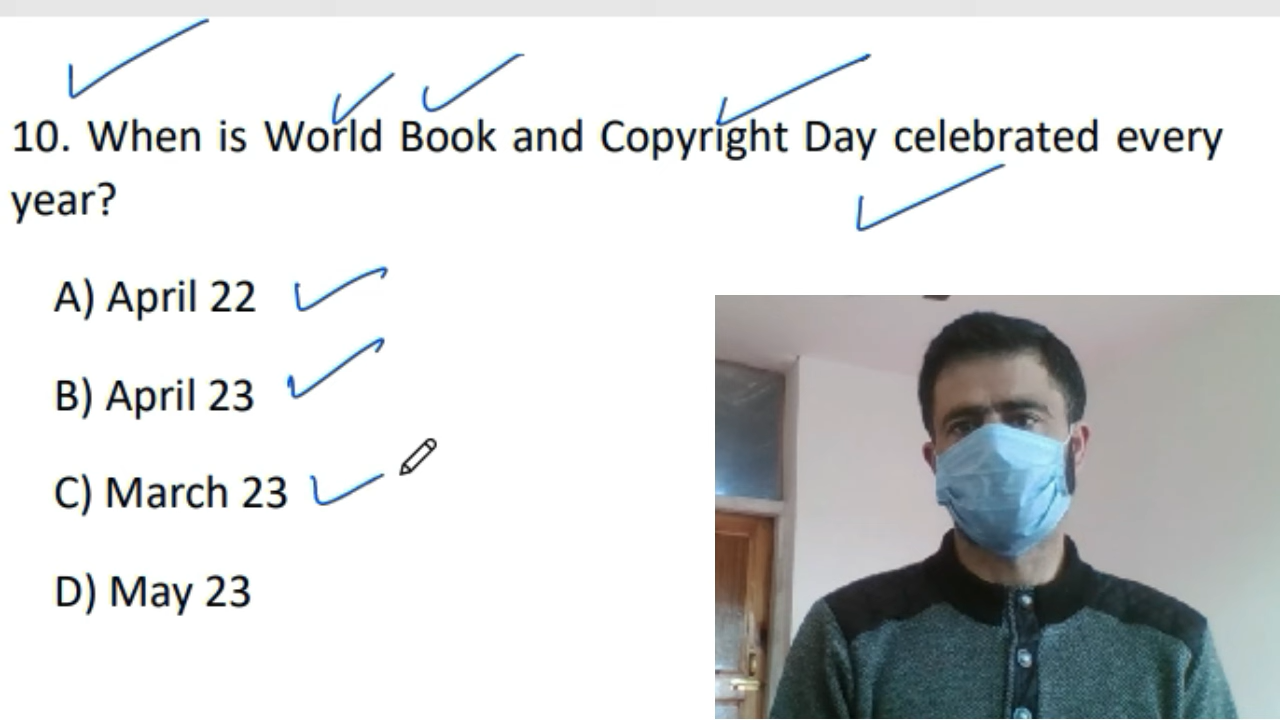 10. When is World Book and Copyright Day celebrated every
year?
A) April 22
B) April 23
C) March 23
D) May 23